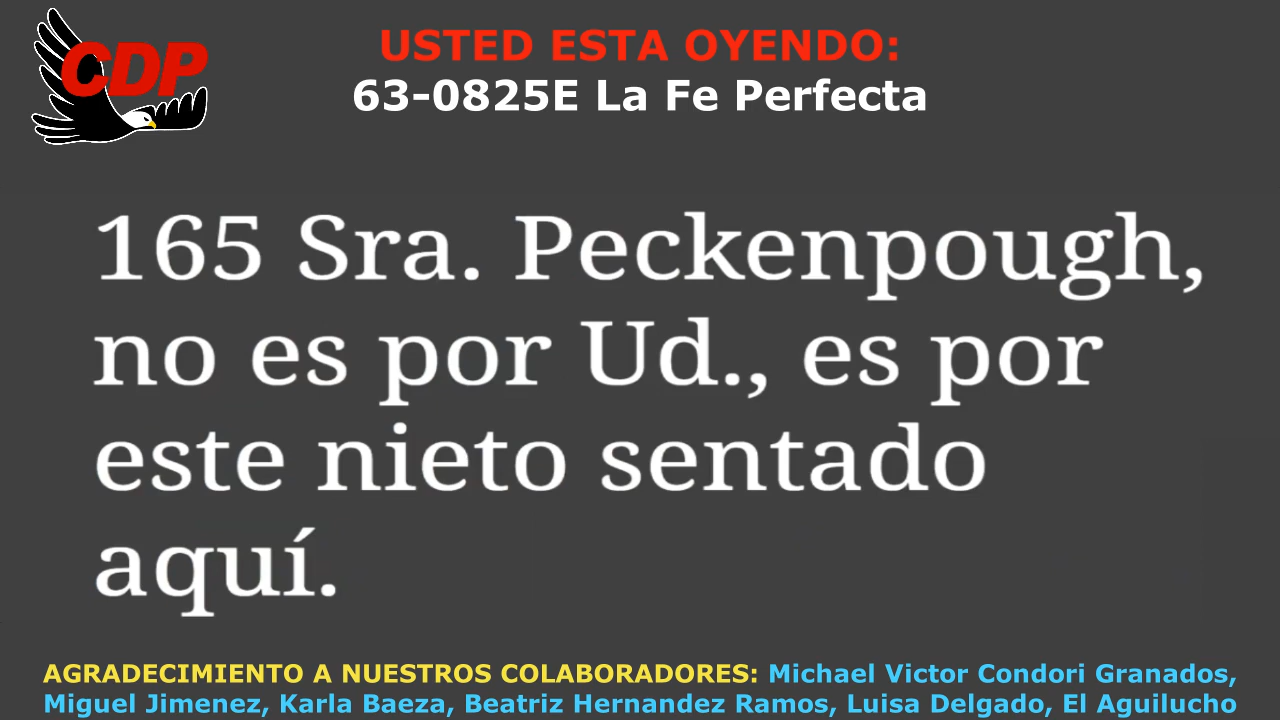 CDP
USTED ESTA OYENDO:
63-0825E La Fe Perfecta
165 Sra. Peckenpough,
no es por Ud., es por
este nieto sentado
aquí.
AGRADECIMIENTO A NUESTROS COLABORADORES: Michael Victor Condori Granados,
Miguel Jimenez, Karla Baeza, Beatriz Hernandez Ramos, Luisa Delgado, El Aguilucho